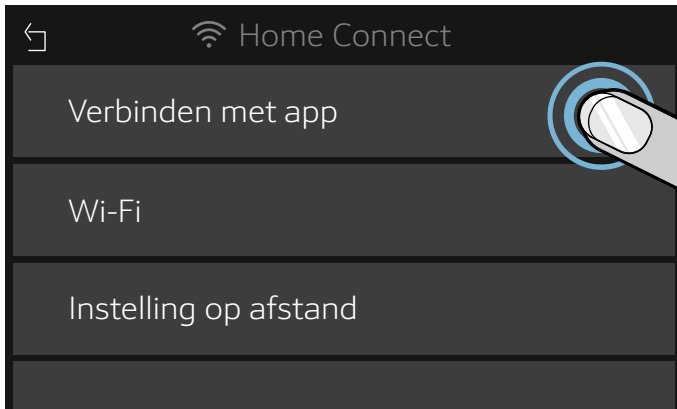 Home Connect
Verbinden met app
Wi-Fi
Instelling op afstand